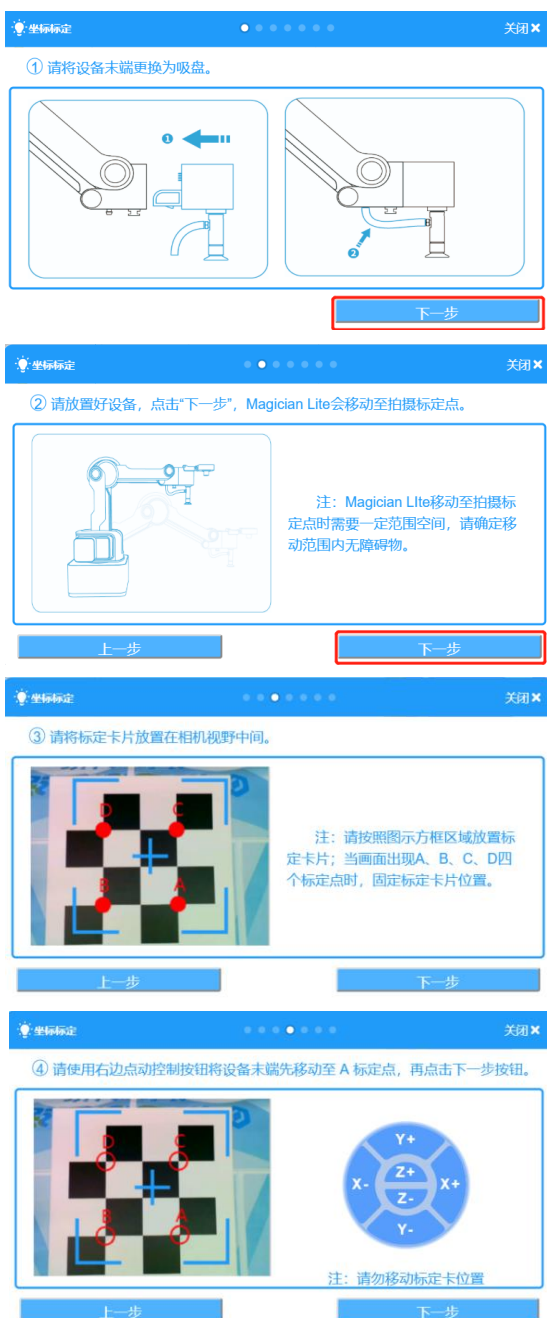 坐标标定
关闭✖
① 请将设备末端更换为吸盘。
❶
❷
下一步
坐标标定
关闭✖
② 请放置好设备，点击“下一步”，Magician Lite会移动至拍摄标定点。
注：Magician LIte移动至拍摄标
定点时需要一定范围空间，请确定移
动范围内无障碍物。
上一步
下一步
坐标标定
关闭✖
③ 请将标定卡片放置在相机视野中间。
D
C
B
A
注：请按照图示方框区域放置标
定卡片；当画面出现A、B、C、D四
个标定点时，固定标定卡片位置。
上一步
下一步
坐标标定
关闭✖
④ 请使用右边点动控制按钮将设备末端先移动至 A 标定点，再点击下一步按钮。
D
C
B
A
Y+
Z+
X-
X+
Z-
Y-
注：请勿移动标定卡位置
上一步
下一步